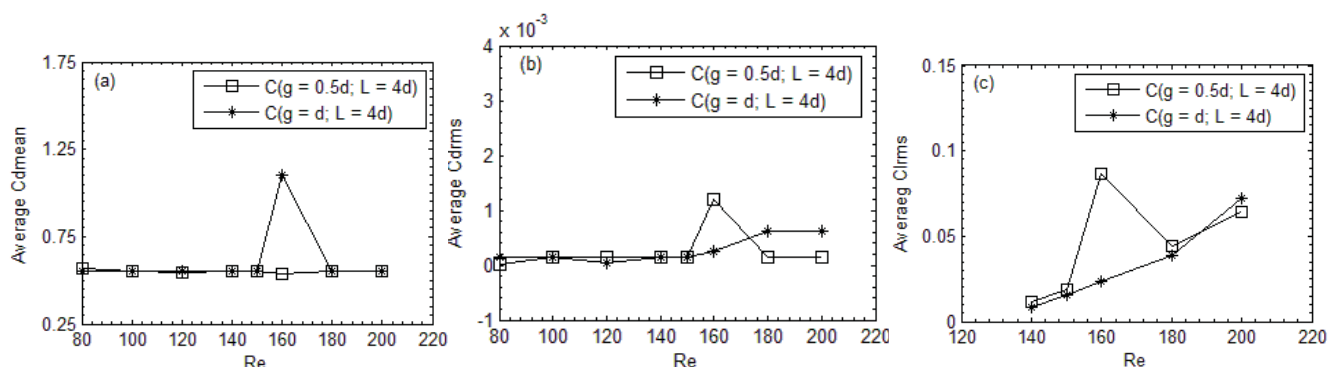 (a)
C(g = 0.5d; L = 4d)
C(g = d; L = 4d)
1.75
1.25
0.75
0.25
Average Cdmean
80 100 120 140 160 180 200 220
Re
x 10^-3
(b)
C(g = 0.5d; L = 4d)
C(g = d; L = 4d)
4
3
2
1
0
-1
Average Cdrms
80 100 120 140 160 180 200 220
Re
(c)
C(g = 0.5d; L = 4d)
C(g = d; L = 4d)
0.15
0.1
0.05
0
Averaeg Clrms
120 140 160 180 200 220
Re